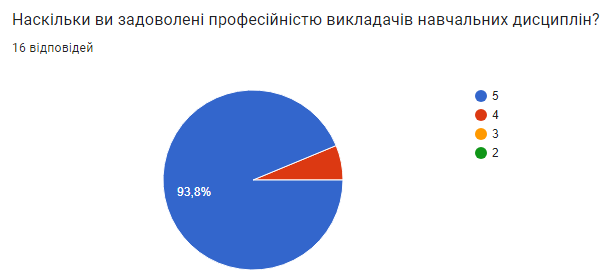 Наскільки ви задоволені професійністю викладачів навчальних дисциплін?
16 відповідей
5
4
3
2
93,8%